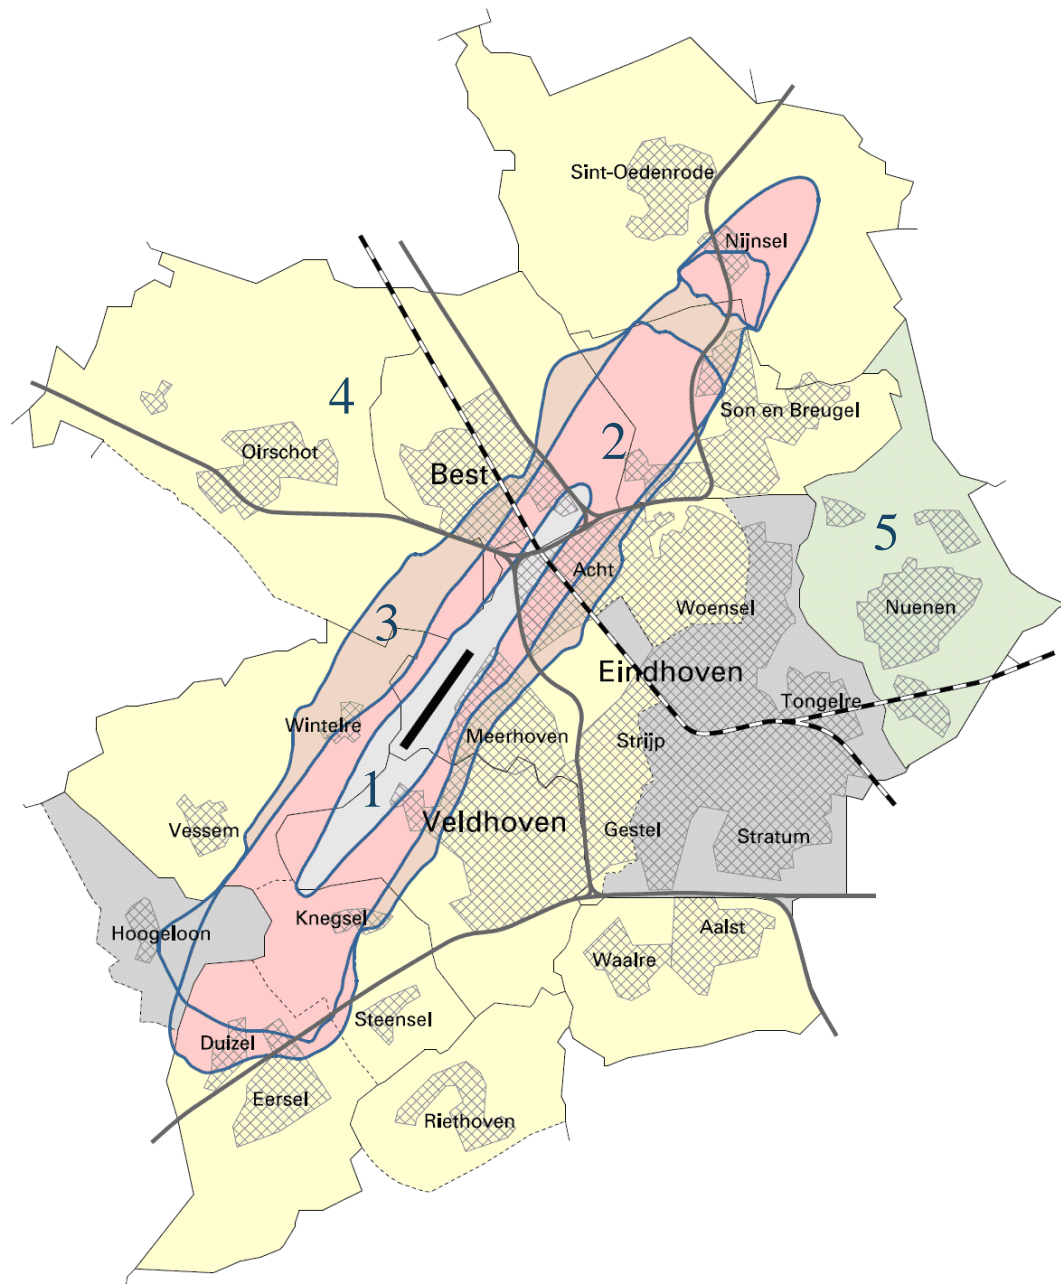 Sint-Oedenrode
Nijnsel
4
Son en Breugel
2
Oirschot
Best
5
Acht
Woensel
Nuenen
3
Eindhoven
Tongelre
Wintelre
Meerhoven
Strijp
1
Veldhoven
Vessem
Gestel
Stratum
Knegsel
Hoogeloon
Aalst
Waalre
Steensel
Duizel
Eersel
Riethoven